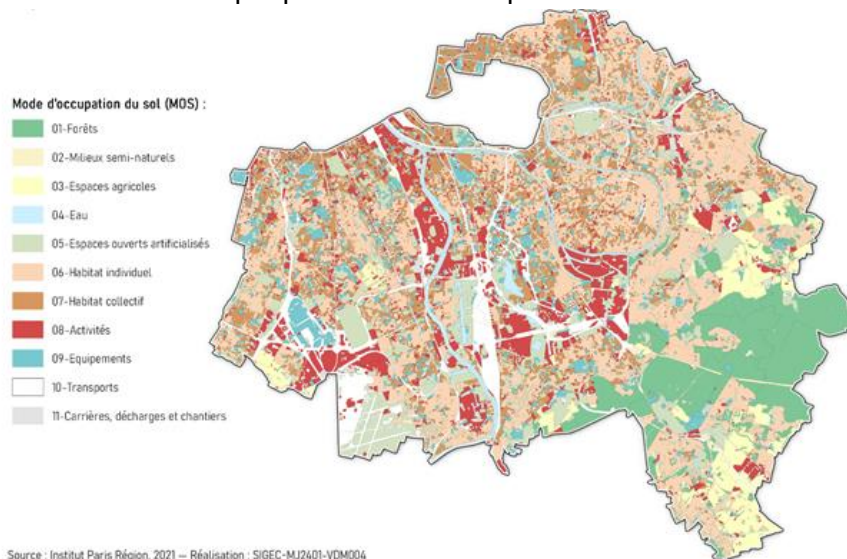 Mode d'occupation du sol (MOS) :
01-Forêts
02-Milieux semi-naturels
03-Espaces agricoles
04-Eau
05-Espaces ouverts artificialisés
06-Habitat individuel
07-Habitat collectif
08-Activités
09-Equipements
10-Transports
11-Carrières, décharges et chantiers
Source : Institut Paris Région, 2021 – Réalisation : SIGEC-MJ2401-VDM004